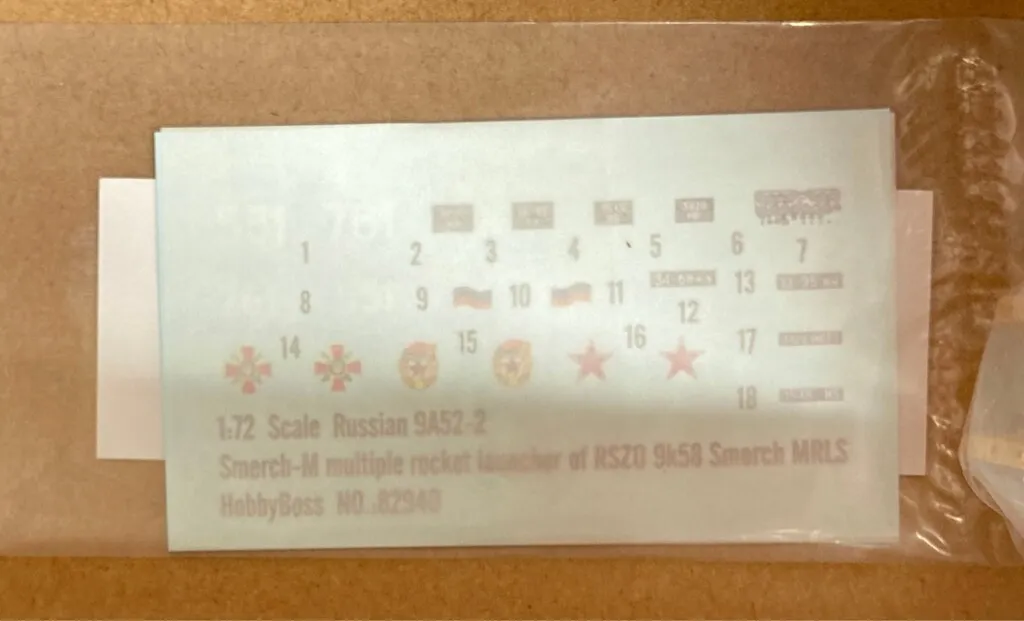 1 2 3 4 5 6 7
8 9 10 11 12 13
14 15 16 17
18
1:72 Scale Russian 9A52-2
Smerch-M multiple rocket launcher of RSZO 9k58 Smerch MRLS
HobbyBoss NO.:82940